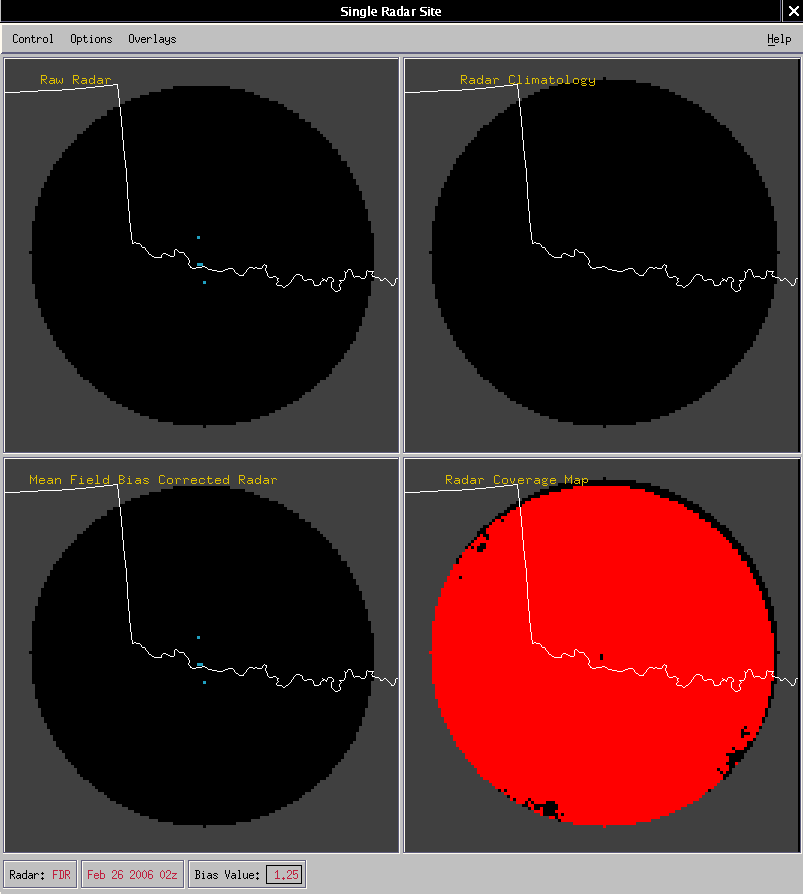 Single Radar Site
Control Options Overlays Help
Raw Radar
Radar Climatology
Mean Field Bias Corrected Radar
Radar Coverage Map
Radar: FDR Feb 26 2006 02z Bias Value: 1.25